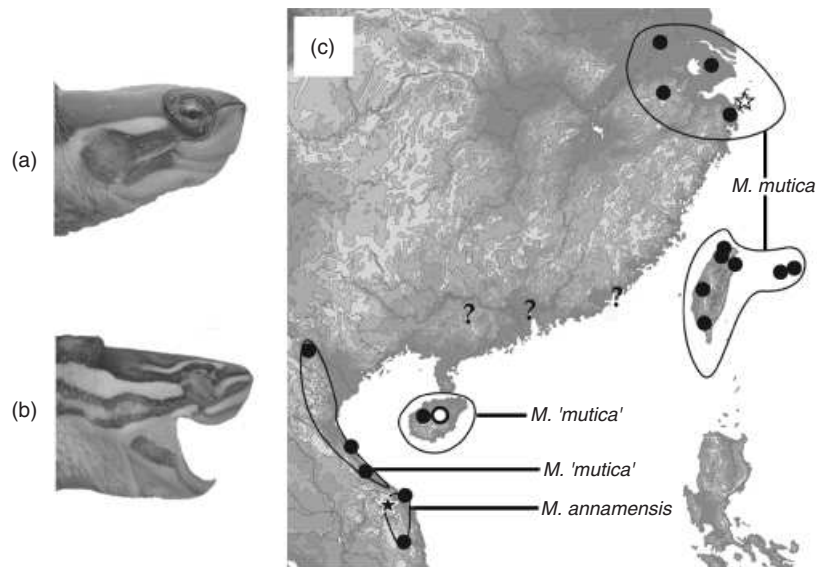 (a)
(b)
(c)
M. mutica
? ? ?
M. 'mutica'
M. 'mutica'
M. annamensis